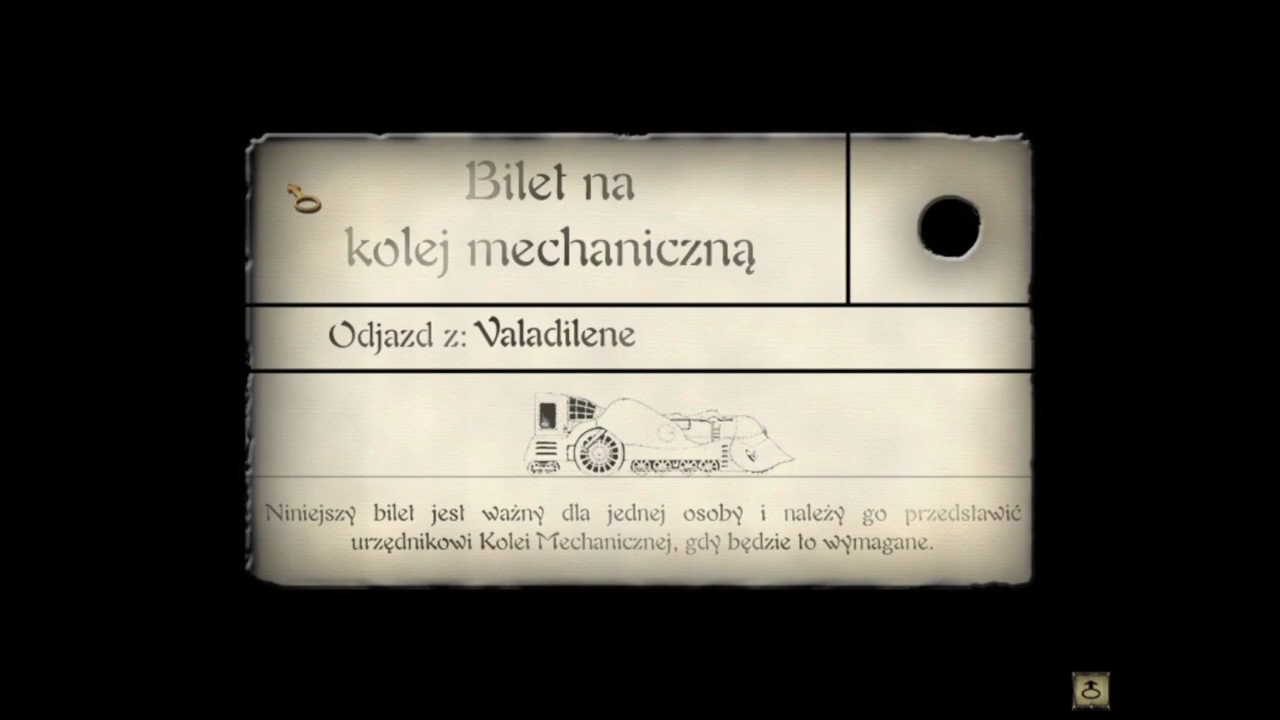 Bilet na
kolej mechaniczną
Odjazd z: Valadilene
Niniejszy bilet jest ważny dla jednej osoby i należy go przedstawić
urzędnikowi Kolei Mechanicznej, gdy będzie to wymagane.